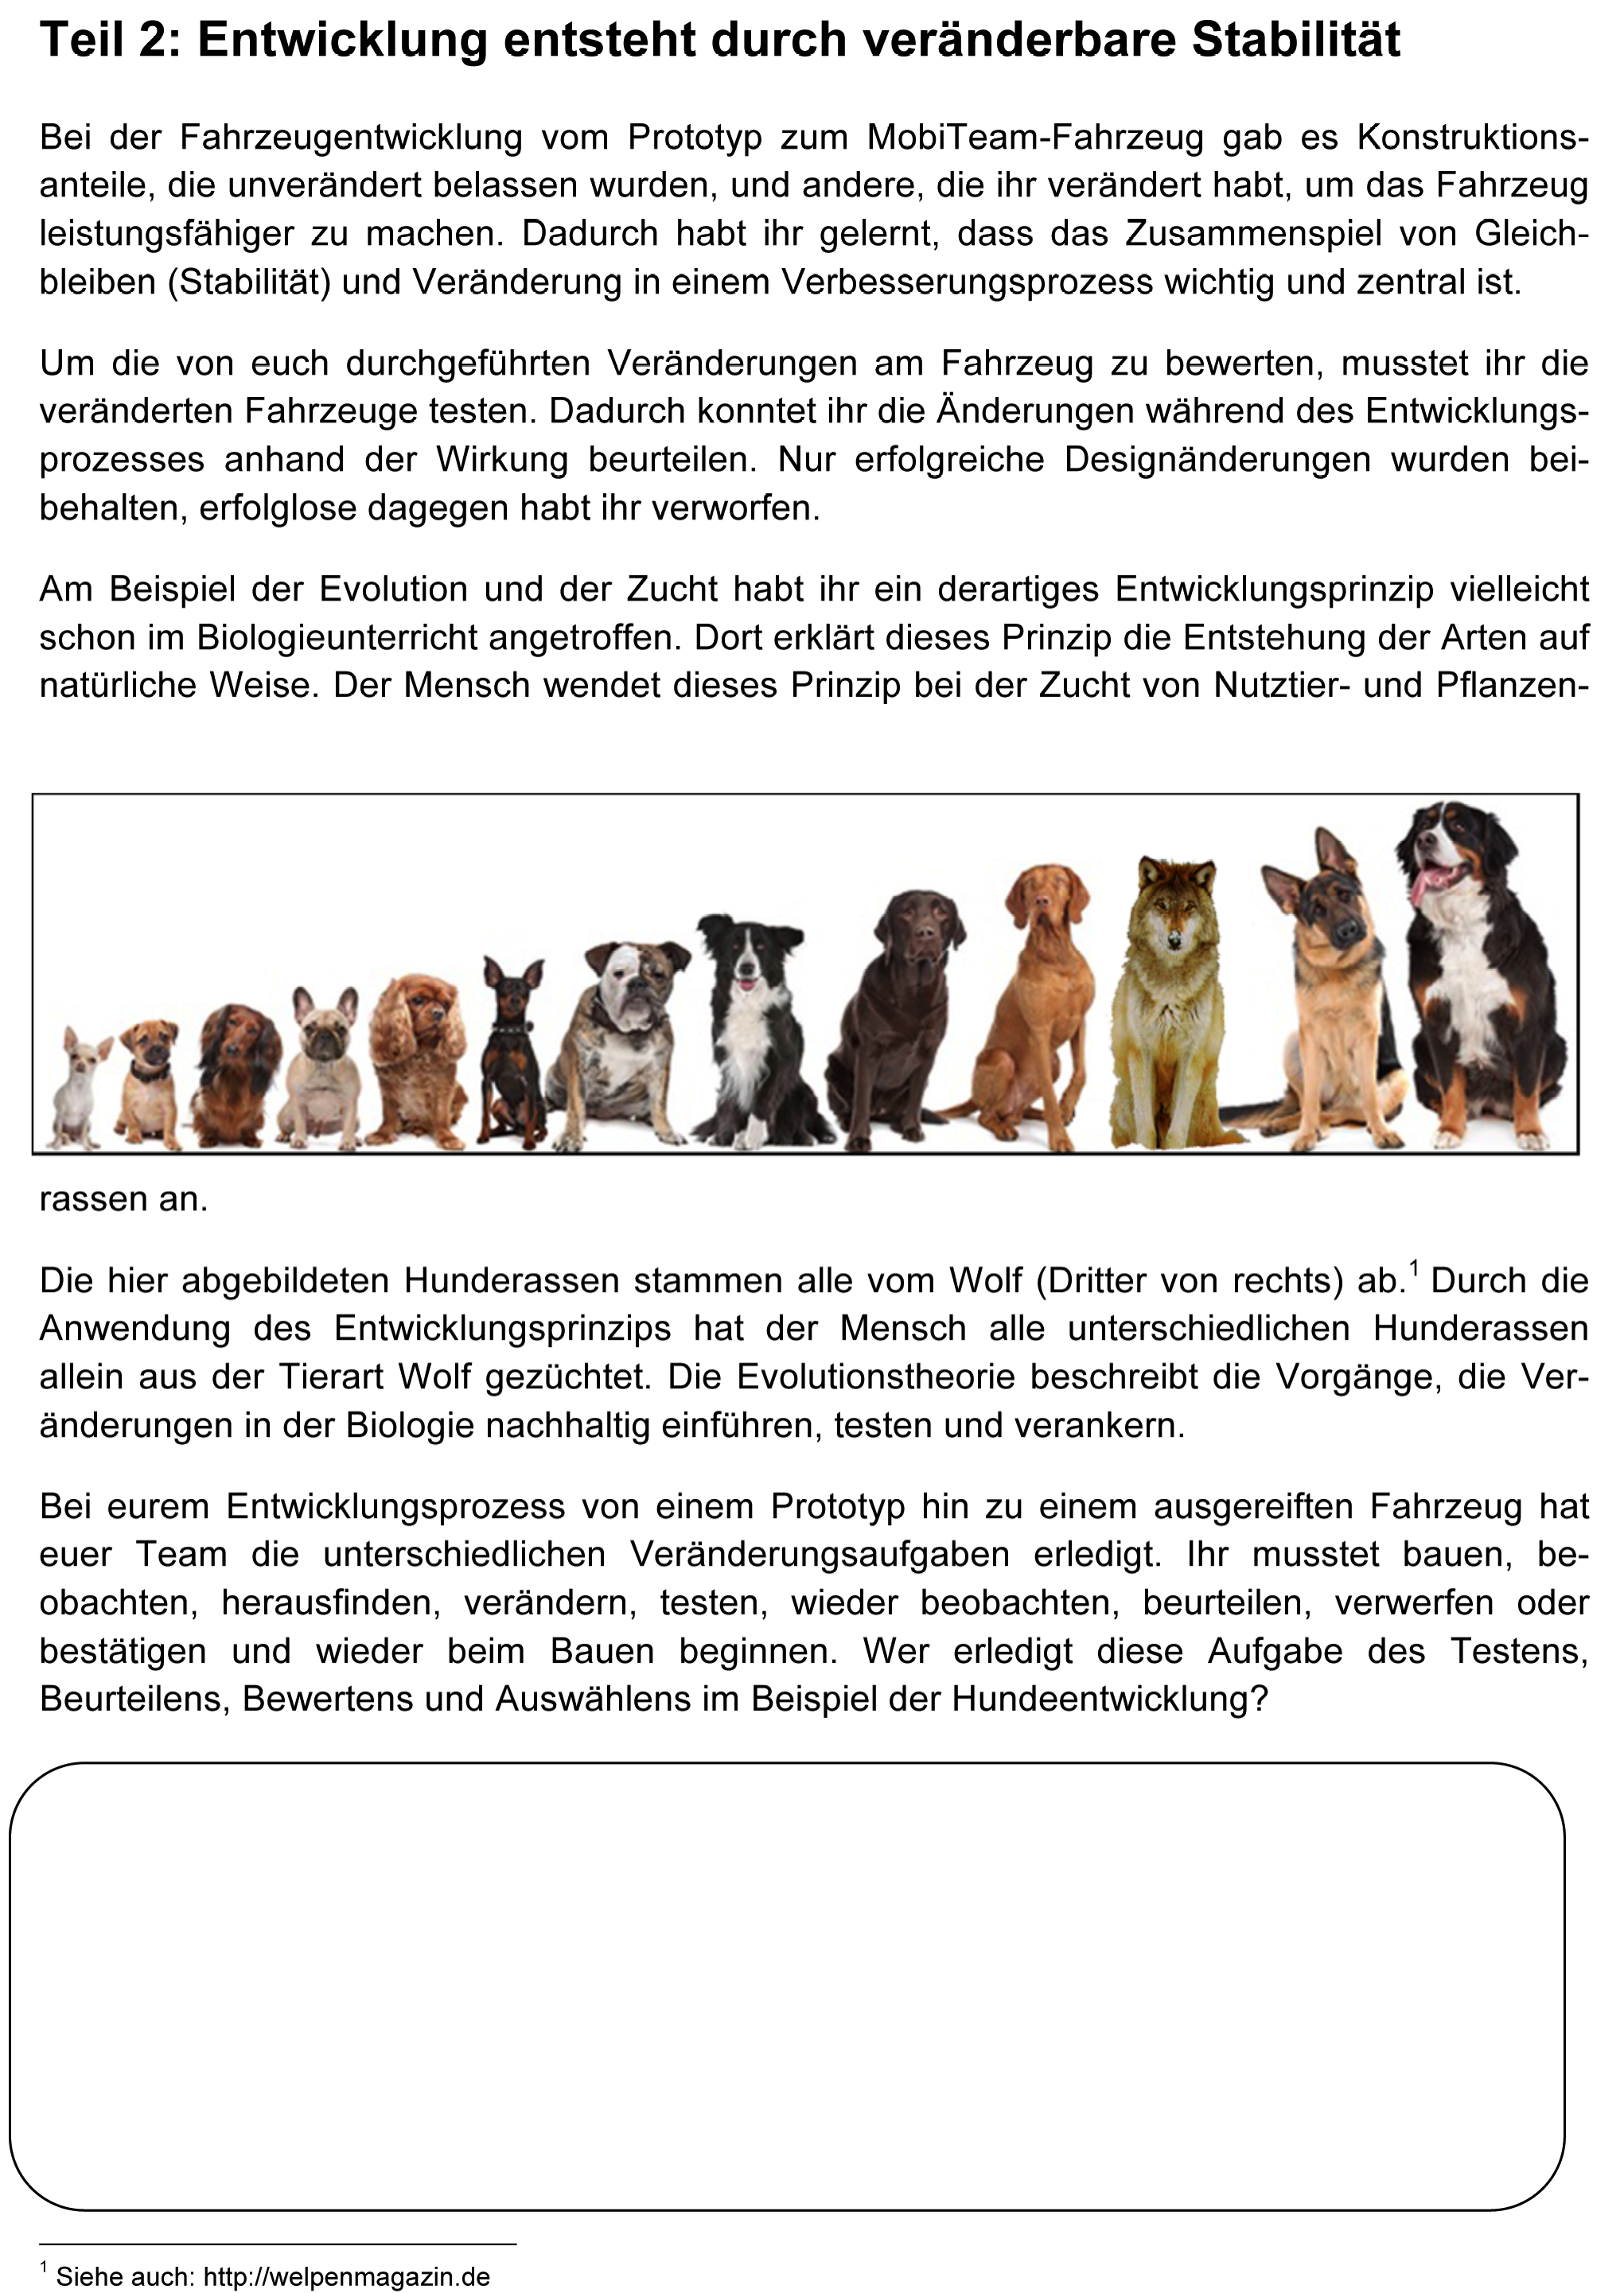 Teil 2: Entwicklung entsteht durch veränderbare Stabilität
Bei der Fahrzeugentwicklung vom Prototyp zum MobiTeam-Fahrzeug gab es Konstruktions-
anteile, die unverändert belassen wurden, und andere, die ihr verändert habt, um das Fahrzeug
leistungsfähiger zu machen. Dadurch habt ihr gelernt, dass das Zusammenspiel von Gleich-
bleiben (Stabilität) und Veränderung in einem Verbesserungsprozess wichtig und zentral ist.
Um die von euch durchgeführten Veränderungen am Fahrzeug zu bewerten, musstet ihr die
veränderten Fahrzeuge testen. Dadurch konntet ihr die Änderungen während des Entwicklungs-
prozesses anhand der Wirkung beurteilen. Nur erfolgreiche Designänderungen wurden bei-
behalten, erfolglose dagegen habt ihr verworfen.
Am Beispiel der Evolution und der Zucht habt ihr ein derartiges Entwicklungsprinzip vielleicht
schon im Biologieunterricht angetroffen. Dort erklärt dieses Prinzip die Entstehung der Arten auf
natürliche Weise. Der Mensch wendet dieses Prinzip bei der Zucht von Nutztier- und Pflanzen-
rassen an.
Die hier abgebildeten Hunderassen stammen alle vom Wolf (Dritter von rechts) ab.1 Durch die
Anwendung des Entwicklungsprinzips hat der Mensch alle unterschiedlichen Hunderassen
allein aus der Tierart Wolf gezüchtet. Die Evolutionstheorie beschreibt die Vorgänge, die Ver-
änderungen in der Biologie nachhaltig einführen, testen und verankern.
Bei eurem Entwicklungsprozess von einem Prototyp hin zu einem ausgereiften Fahrzeug hat
euer Team die unterschiedlichen Veränderungsaufgaben erledigt. Ihr musstet bauen, be-
obachten, herausfinden, verändern, testen, wieder beobachten, beurteilen, verwerfen oder
bestätigen und wieder beim Bauen beginnen. Wer erledigt diese Aufgabe des Testens,
Beurteilens, Bewertens und Auswählens im Beispiel der Hundeentwicklung?
1 Siehe auch: http://welpenmagazin.de